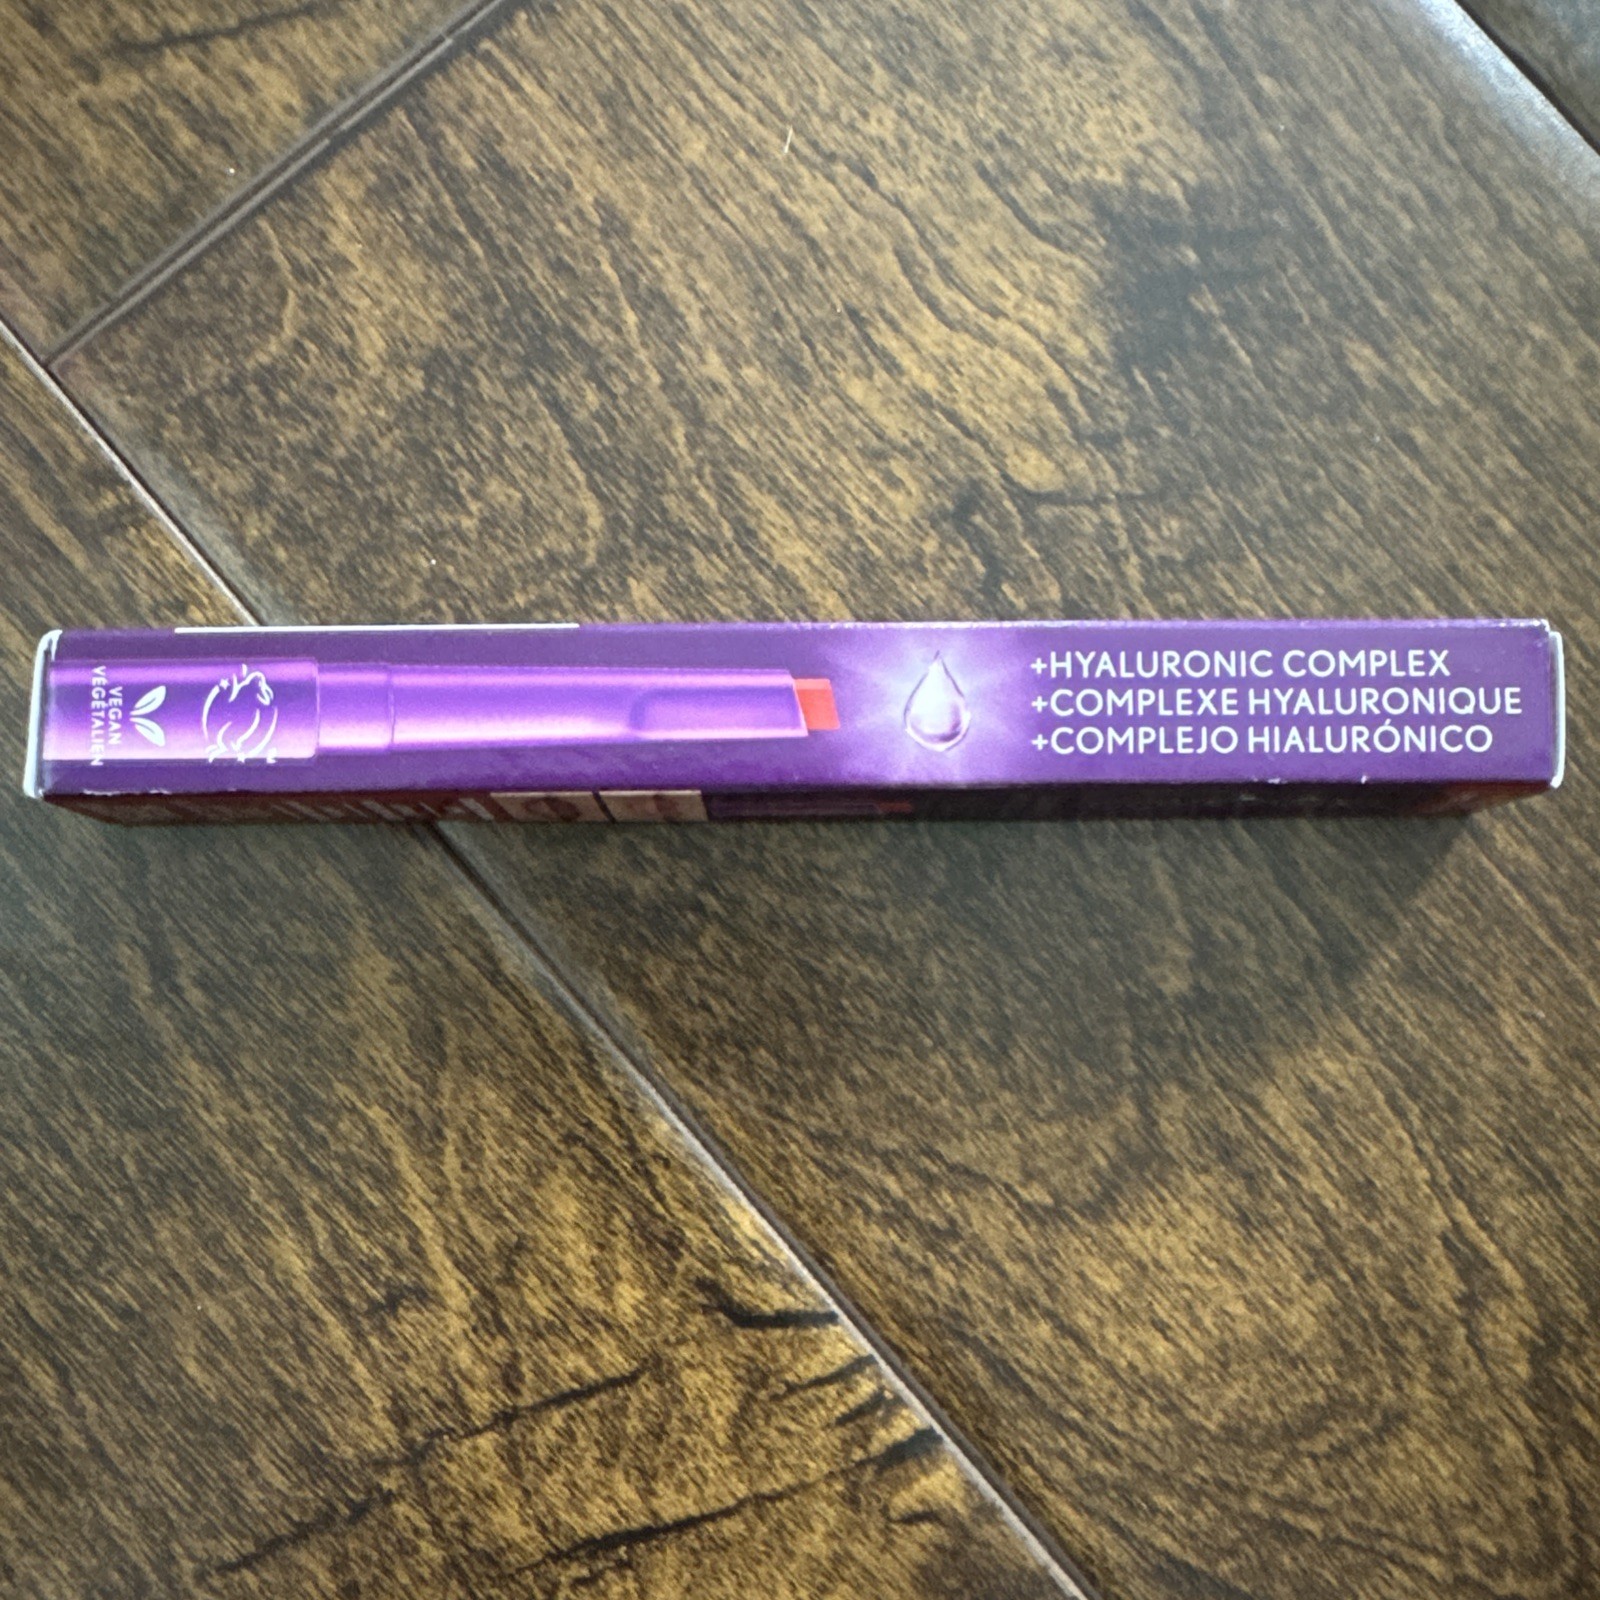 +HYALURONIC COMPLEX
+COMPLEXE HYALURONIQUE
+COMPLEJO HIALURÓNICO
VEGAN
VÉGÉTALIEN